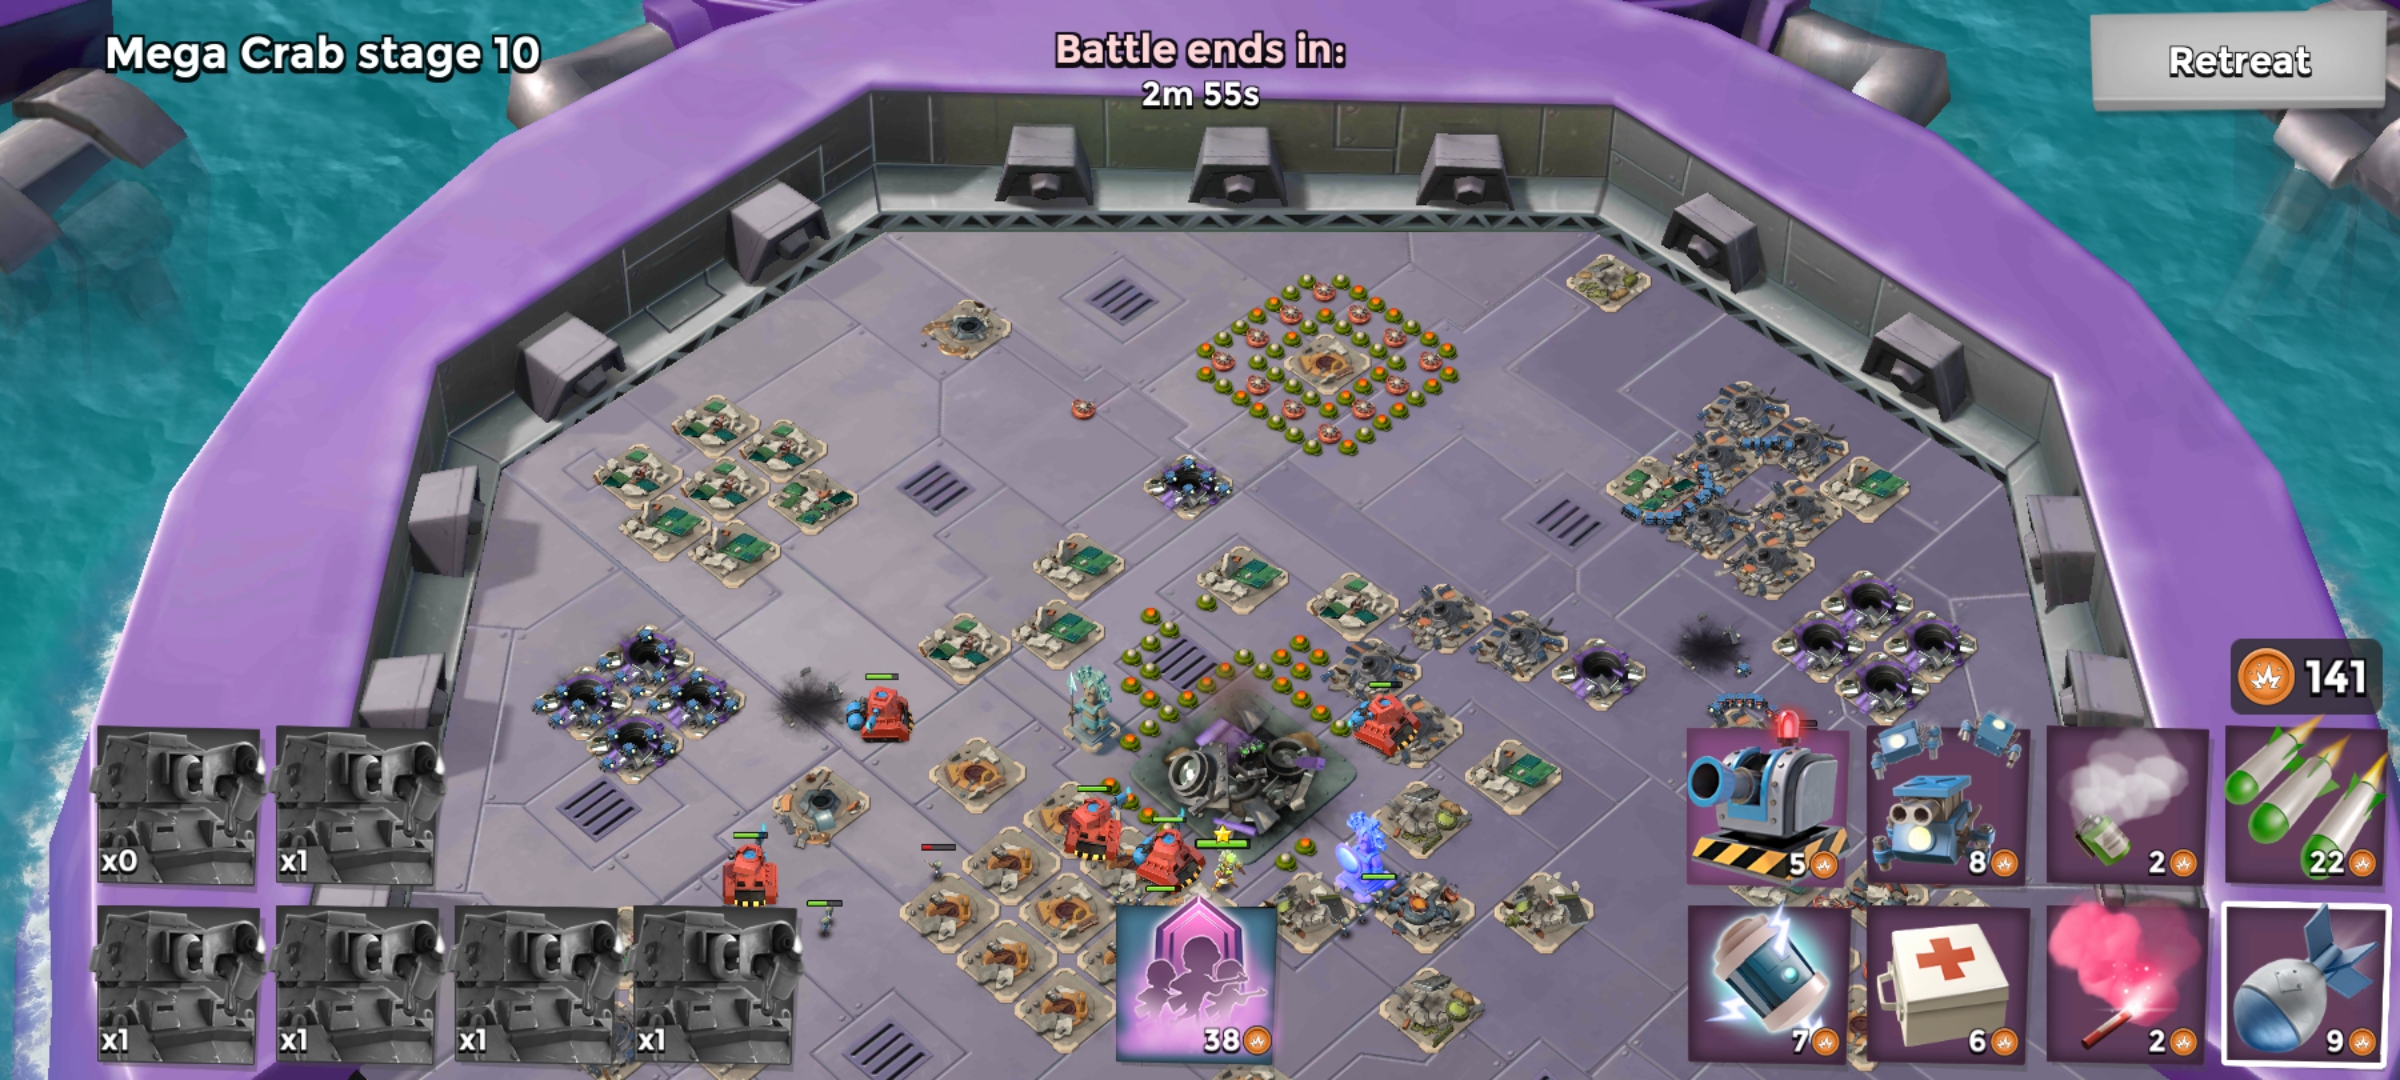 Mega Crab stage 10
Battle ends in:
2m 55s
Retreat
141
x0
x1
5
8
2
22
x1
x1
x1
x1
38
7
6
2
9